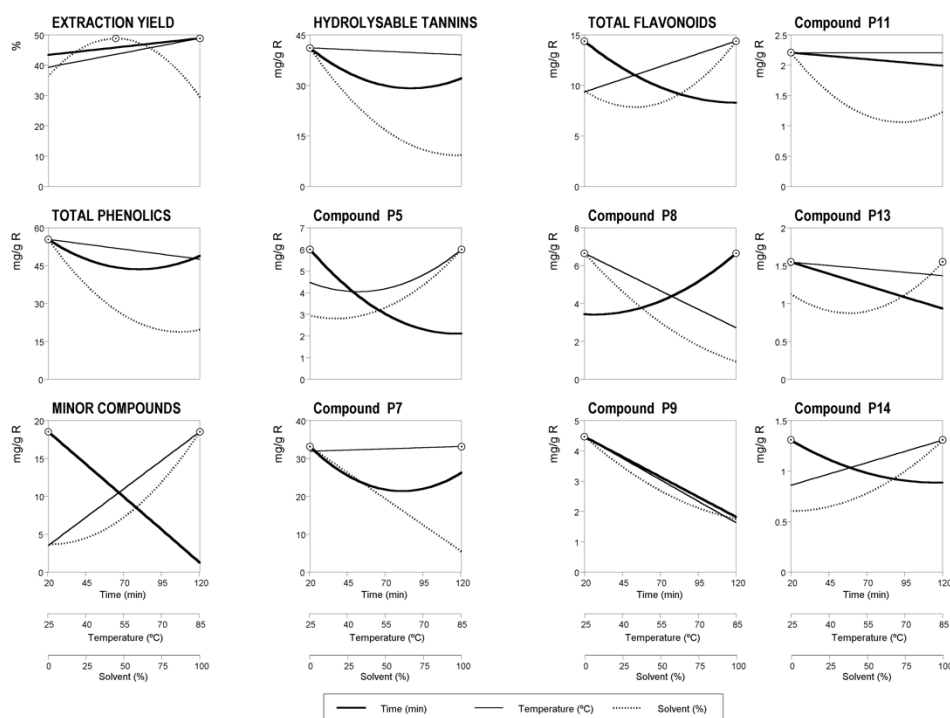 EXTRACTION YIELD
%
50
40
30
20
10
0
HYDROLYSABLE TANNINS
mg/g R
45
30
15
0
TOTAL FLAVONOIDS
mg/g R
15
10
5
0
Compound P11
mg/g R
2.5
2
1.5
1
0.5
0
TOTAL PHENOLICS
mg/g R
60
45
30
15
0
Compound P5
mg/g R
7
6
5
4
3
2
1
0
Compound P8
mg/g R
8
6
4
2
0
Compound P13
mg/g R
2
1.5
1
0.5
0
MINOR COMPOUNDS
mg/g R
20
15
10
5
0
20 45 70 95 120
Time (min)
25 40 55 70 85
Temperature (ºC)
0 25 50 75 100
Solvent (%)
Compound P7
mg/g R
40
30
20
10
0
20 45 70 95 120
Time (min)
25 40 55 70 85
Temperature (ºC)
0 25 50 75 100
Solvent (%)
Compound P9
mg/g R
5
4
3
2
1
0
20 45 70 95 120
Time (min)
25 40 55 70 85
Temperature (ºC)
0 25 50 75 100
Solvent (%)
Compound P14
mg/g R
1.5
1
0.5
0
20 45 70 95 120
Time (min)
25 40 55 70 85
Temperature (ºC)
0 25 50 75 100
Solvent (%)
Time (min) Temperature (ºC) Solvent (%)